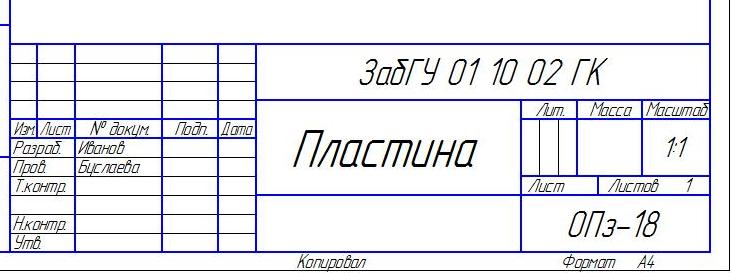 ЗабГУ 01 10 02 ГК
Лит. Масса Масштаб
Изм. Лист № докум. Подп. Дата
Разраб. Иванов
Пров. Буслаева
Т.контр.
Пластина
1:1
Лист Листов 1
Н.контр.
Утв.
ОПз-18
Копировал Формат А4